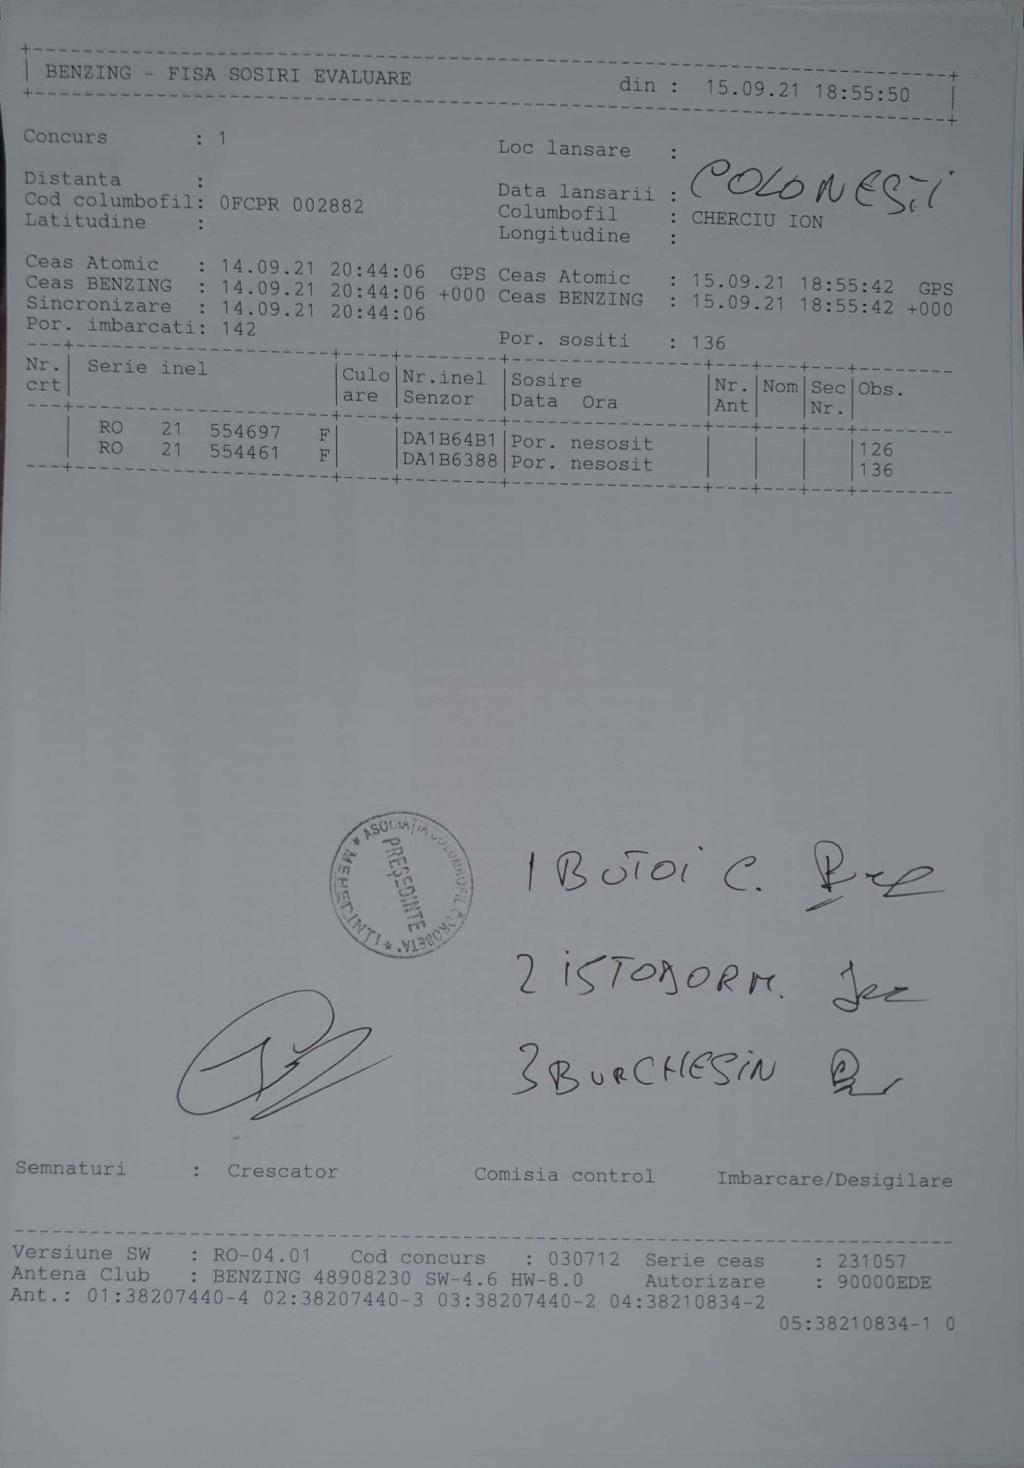 BENZING - FISA SOSIRI EVALUARE din : 15.09.21 18:55:50
Concurs : 1 Loc lansare :
COLONESTI
Distanta : Data lansarii :
Cod columbofil: 0FCPR 002882 Columbofil : CHERCIU ION
Latitudine : Longitudine :
Ceas Atomic : 14.09.21 20:44:06 GPS Ceas Atomic : 15.09.21 18:55:42 GPS
Ceas BENZING : 14.09.21 20:44:06 +000 Ceas BENZING : 15.09.21 18:55:42 +000
Sincronizare : 14.09.21 20:44:06
Por. imbarcati: 142 Por. sositi : 136
Nr. Serie inel Culo Nr.inel Sosire Nr. Nom Sec Obs.
crt are Senzor Data Ora Ant Nr.
RO 21 554697 F DA1B64B1 Por. nesosit 126
RO 21 554461 F DA1B6388 Por. nesosit 136
ASOCIAȚIA COLUMBOFILĂ DROBETA
MEHEDINTI
PREȘEDINTE
1 BUTOI C.
2 ISTODOR M.
3 BURCHESIN
Semnaturi : Crescator Comisia control Imbarcare/Desigilare
Versiune SW : RO-04.01 Cod concurs : 030712 Serie ceas : 231057
Antena Club : BENZING 48908230 SW-4.6 HW-8.0 Autorizare : 90000EDE
Ant.: 01:38207440-4 02:38207440-3 03:38207440-2 04:38210834-2
05:38210834-1 0